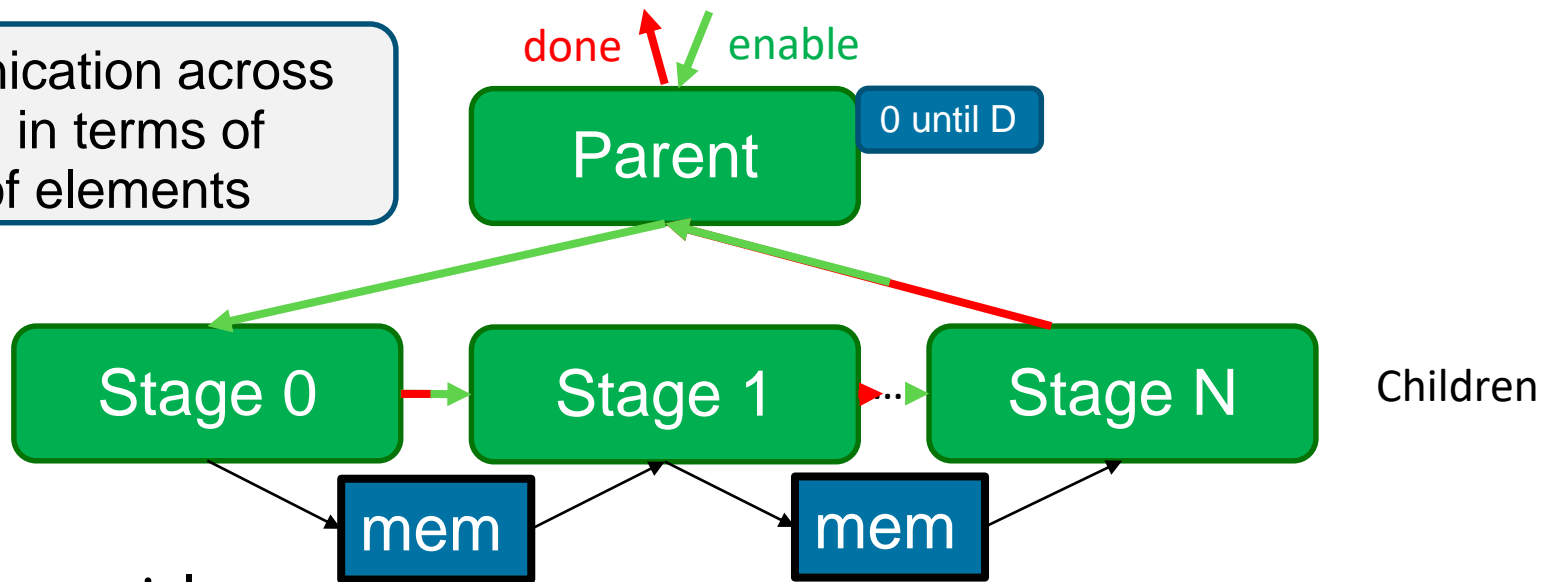 done
enable
nication across
in terms of
of elements
Parent
0 until D
Stage 0
Stage 1
...
Stage N
Children
mem
mem